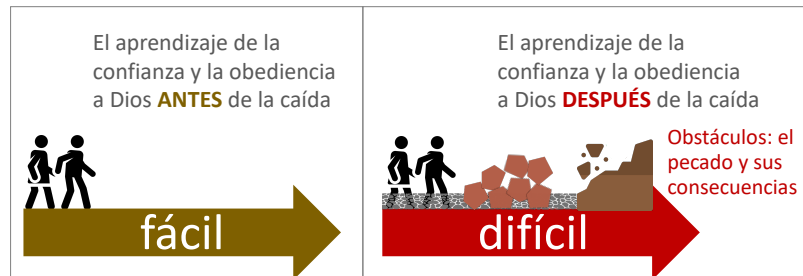 El aprendizaje de la
confianza y la obediencia
a Dios ANTES de la caída
fácil
El aprendizaje de la
confianza y la obediencia
a Dios DESPUÉS de la caída
Obstáculos: el
pecado y sus
consecuencias
difícil